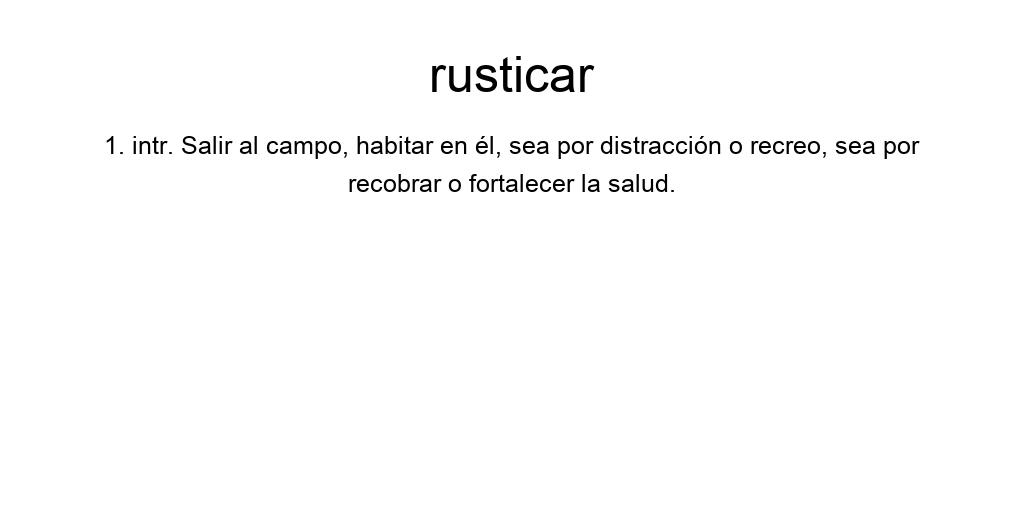 rusticar
1. intr. Salir al campo, habitar en él, sea por distracción o recreo, sea por
recobrar o fortalecer la salud.